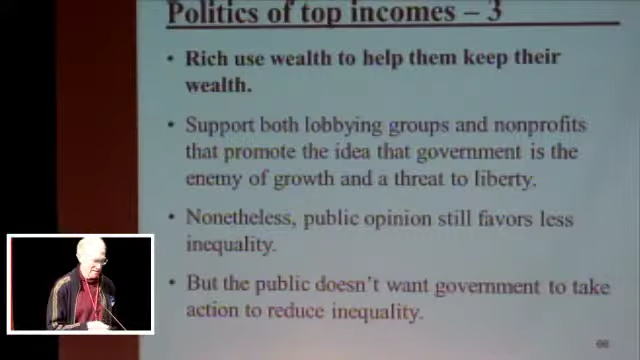 Politics of top incomes – 3
• Rich use wealth to help them keep their
wealth.
• Support both lobbying groups and nonprofits
that promote the idea that government is the
enemy of growth and a threat to liberty.
• Nonetheless, public opinion still favors less
inequality.
• But the public doesn't want government to take
action to reduce inequality.